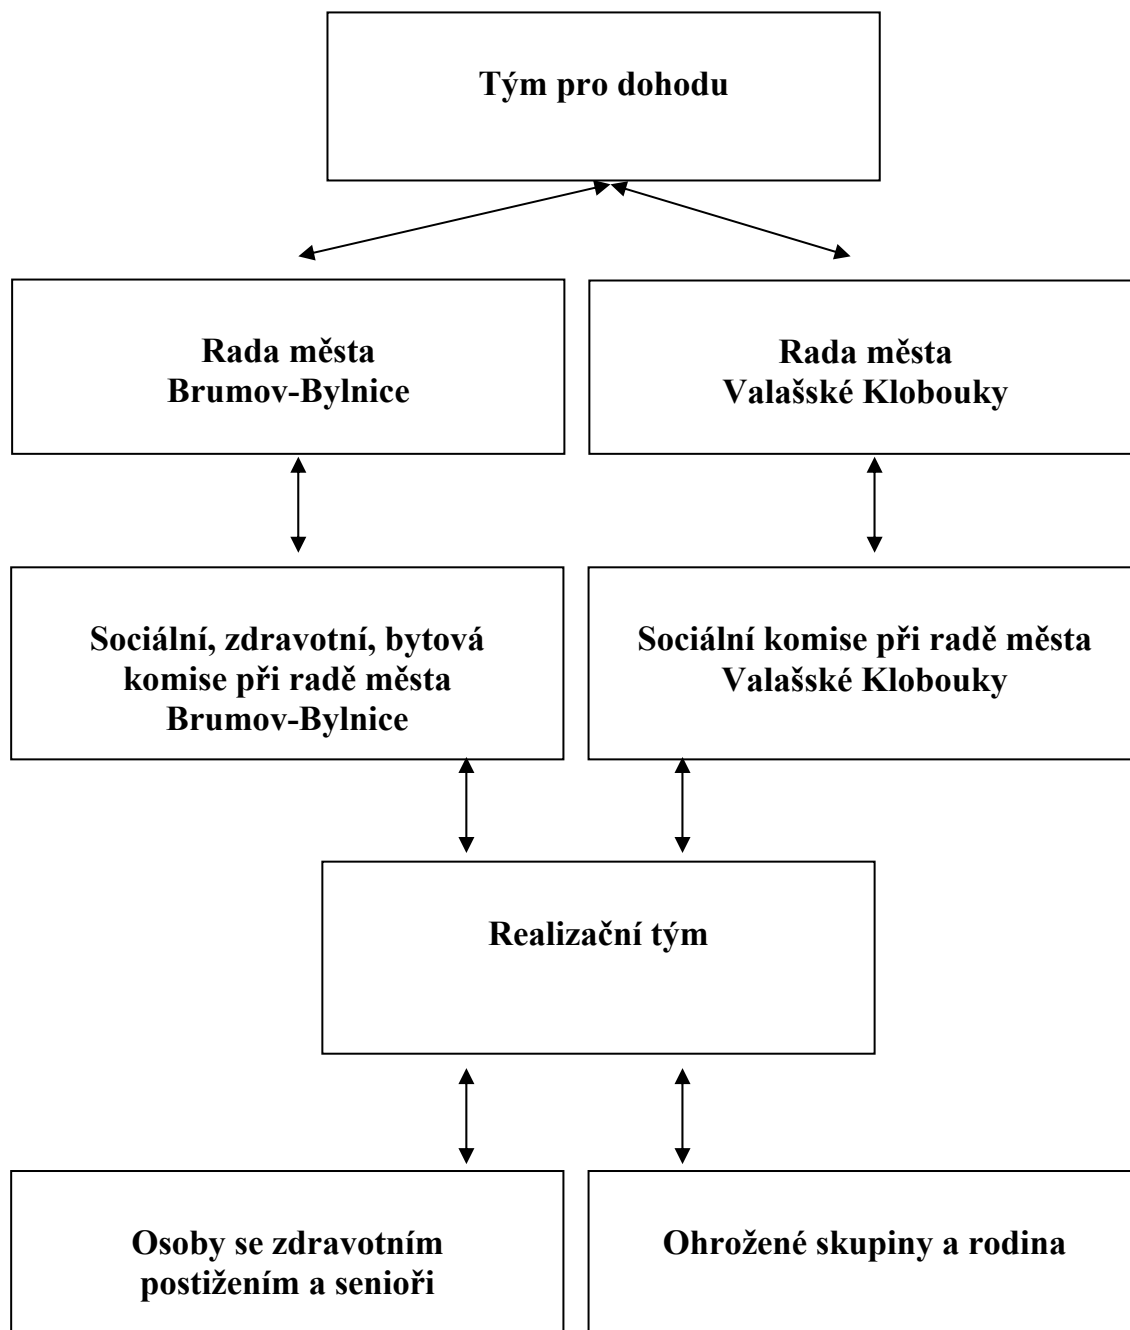 Tým pro dohodu
Rada města
Brumov-Bylnice
Rada města
Valašské Klobouky
Sociální, zdravotní, bytová
komise při radě města
Brumov-Bylnice
Sociální komise při radě města
Valašské Klobouky
Realizační tým
Osoby se zdravotním
postižením a senioři
Ohrožené skupiny a rodina